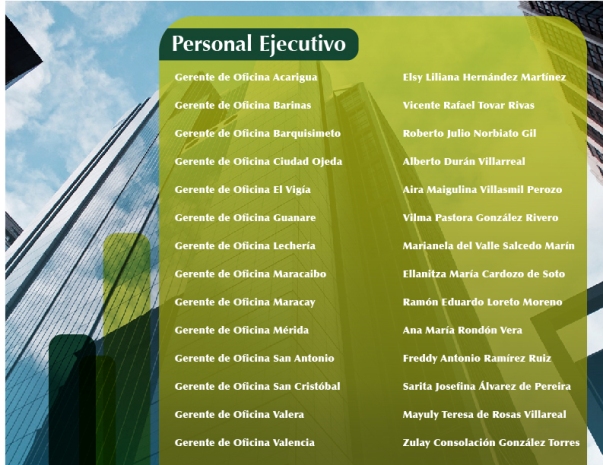 Personal Ejecutivo
Gerente de Oficina Acarigua Elsy Liliana Hernández Martínez
Gerente de Oficina Barinas Vicente Rafael Tovar Rivas
Gerente de Oficina Barquisimeto Roberto Julio Norbiato Gil
Gerente de Oficina Ciudad Ojeda Alberto Durán Villarreal
Gerente de Oficina El Vigía Aira Maigulina Villasmil Perozo
Gerente de Oficina Guanare Vilma Pastora González Rivero
Gerente de Oficina Lechería Marianela del Valle Salcedo Marín
Gerente de Oficina Maracaibo Ellanitza María Cardozo de Soto
Gerente de Oficina Maracay Ramón Eduardo Loreto Moreno
Gerente de Oficina Mérida Ana María Rondón Vera
Gerente de Oficina San Antonio Freddy Antonio Ramírez Ruiz
Gerente de Oficina San Cristóbal Sarita Josefina Álvarez de Pereira
Gerente de Oficina Valera Mayuly Teresa de Rosas Villareal
Gerente de Oficina Valencia Zulay Consolación González Torres